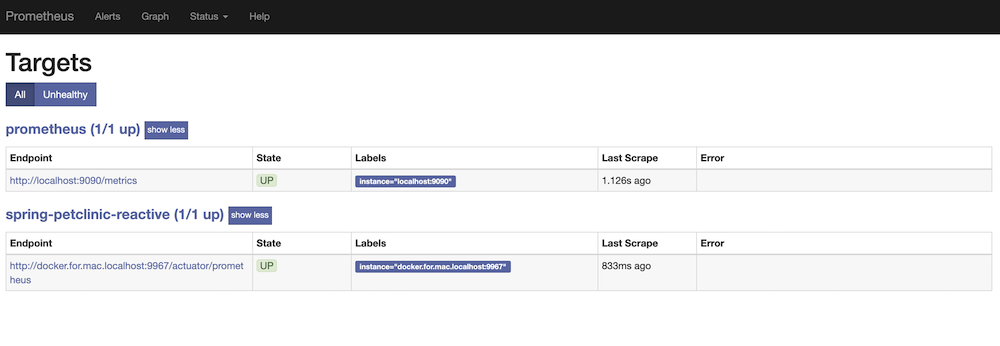 Prometheus Alerts Graph Status Help
Targets
All Unhealthy
prometheus (1/1 up) show less
Endpoint State Labels Last Scrape Error
http://localhost:9090/metrics UP instance="localhost:9090" 1.126s ago
spring-petclinic-reactive (1/1 up) show less
Endpoint State Labels Last Scrape Error
http://docker.for.mac.localhost:9967/actuator/promet UP instance="docker.for.mac.localhost:9967" 833ms ago
heus